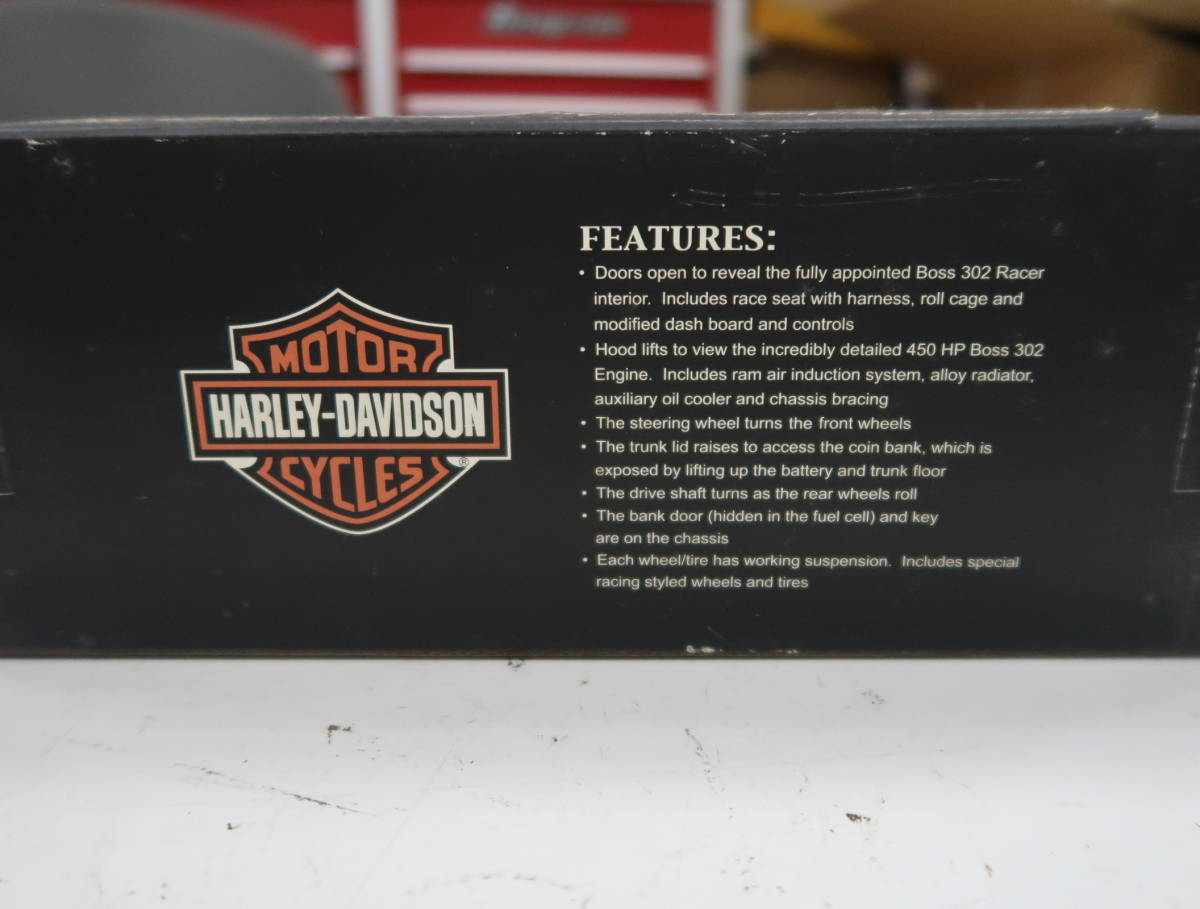 MOTOR
HARLEY-DAVIDSON
CYCLES
®
FEATURES:
• Doors open to reveal the fully appointed Boss 302 Racer
interior. Includes race seat with harness, roll cage and
modified dash board and controls
• Hood lifts to view the incredibly detailed 450 HP Boss 302
Engine. Includes ram air induction system, alloy radiator,
auxiliary oil cooler and chassis bracing
• The steering wheel turns the front wheels
• The trunk lid raises to access the coin bank, which is
exposed by lifting up the battery and trunk floor
• The drive shaft turns as the rear wheels roll
• The bank door (hidden in the fuel cell) and key
are on the chassis
• Each wheel/tire has working suspension. Includes special
racing styled wheels and tires